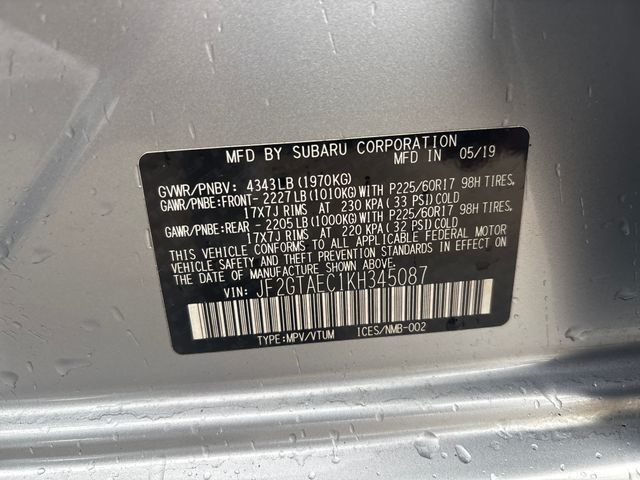 MFD BY SUBARU CORPORATION
MFD IN 05/19
GVWR/PNBV: 4343LB(1970KG)
GAWR/PNBE:FRONT-2227LB(1010KG)WITH P225/60R17 98H TIRES,
17X7J RIMS AT 230 KPA(33 PSI)COLD
GAWR/PNBE:REAR -2205LB(1000KG)WITH P225/60R17 98H TIRES,
17X7J RIMS AT 220 KPA(32 PSI)COLD
THIS VEHICLE CONFORMS TO ALL APPLICABLE FEDERAL MOTOR
VEHICLE SAFETY AND THEFT PREVENTION STANDARDS IN EFFECT ON
THE DATE OF MANUFACTURE SHOWN ABOVE.
VIN: JF2GTAEC1KH345087
TYPE:MPV/VTUM ICES/NMB-002